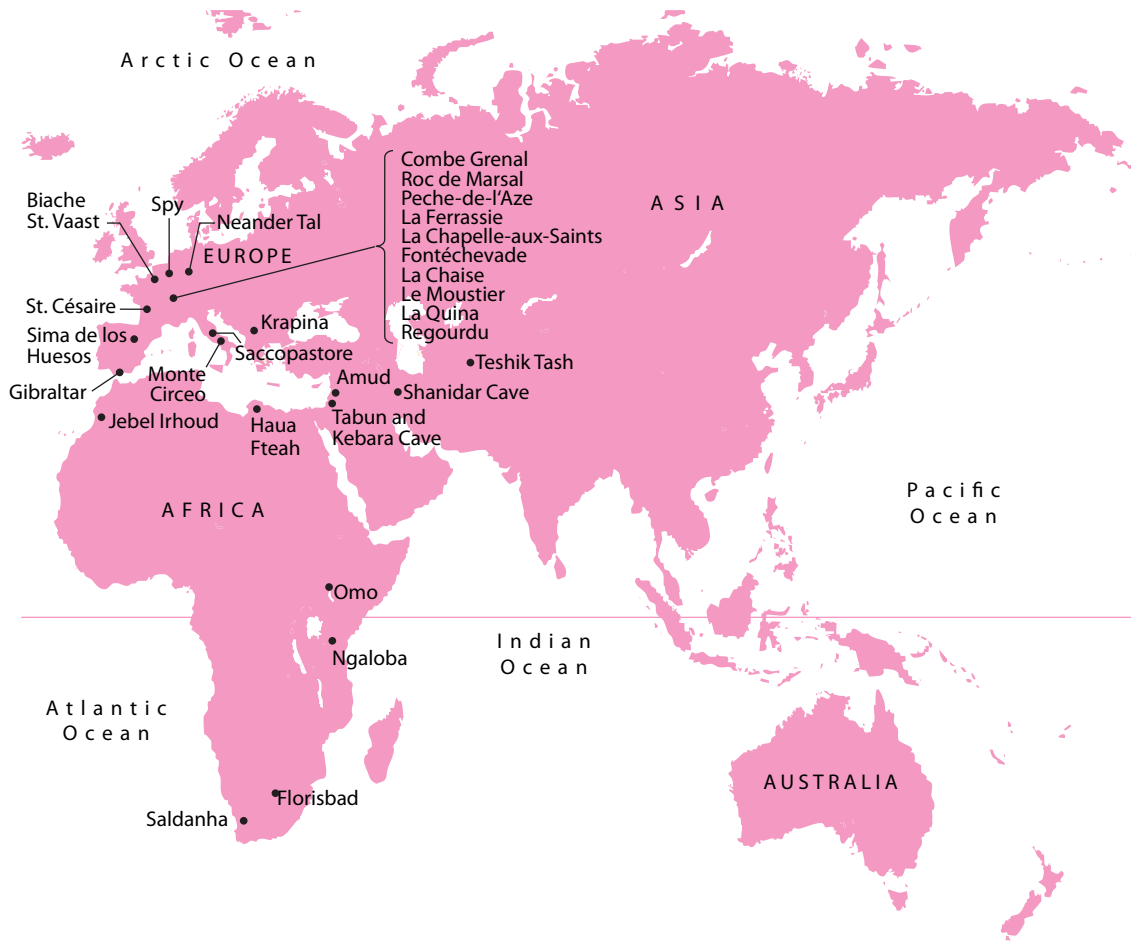 Arctic Ocean
Combe Grenal
Roc de Marsal
Peche-de-l'Aze
La Ferrassie
La Chapelle-aux-Saints
Fontéchevade
La Chaise
Le Moustier
La Quina
Regourdu
ASIA
Biache
St. Vaast
Spy
Neander Tal
EUROPE
St. Césaire
Sima de los
Huesos
Krapina
Saccopastore
Monte
Circeo
Gibraltar
Teshik Tash
Amud
Shanidar Cave
Jebel Irhoud
Haua
Fteah
Tabun and
Kebara Cave
AFRICA
Pacific
Ocean
Omo
Ngaloba
Indian
Ocean
Atlantic
Ocean
AUSTRALIA
Florisbad
Saldanha